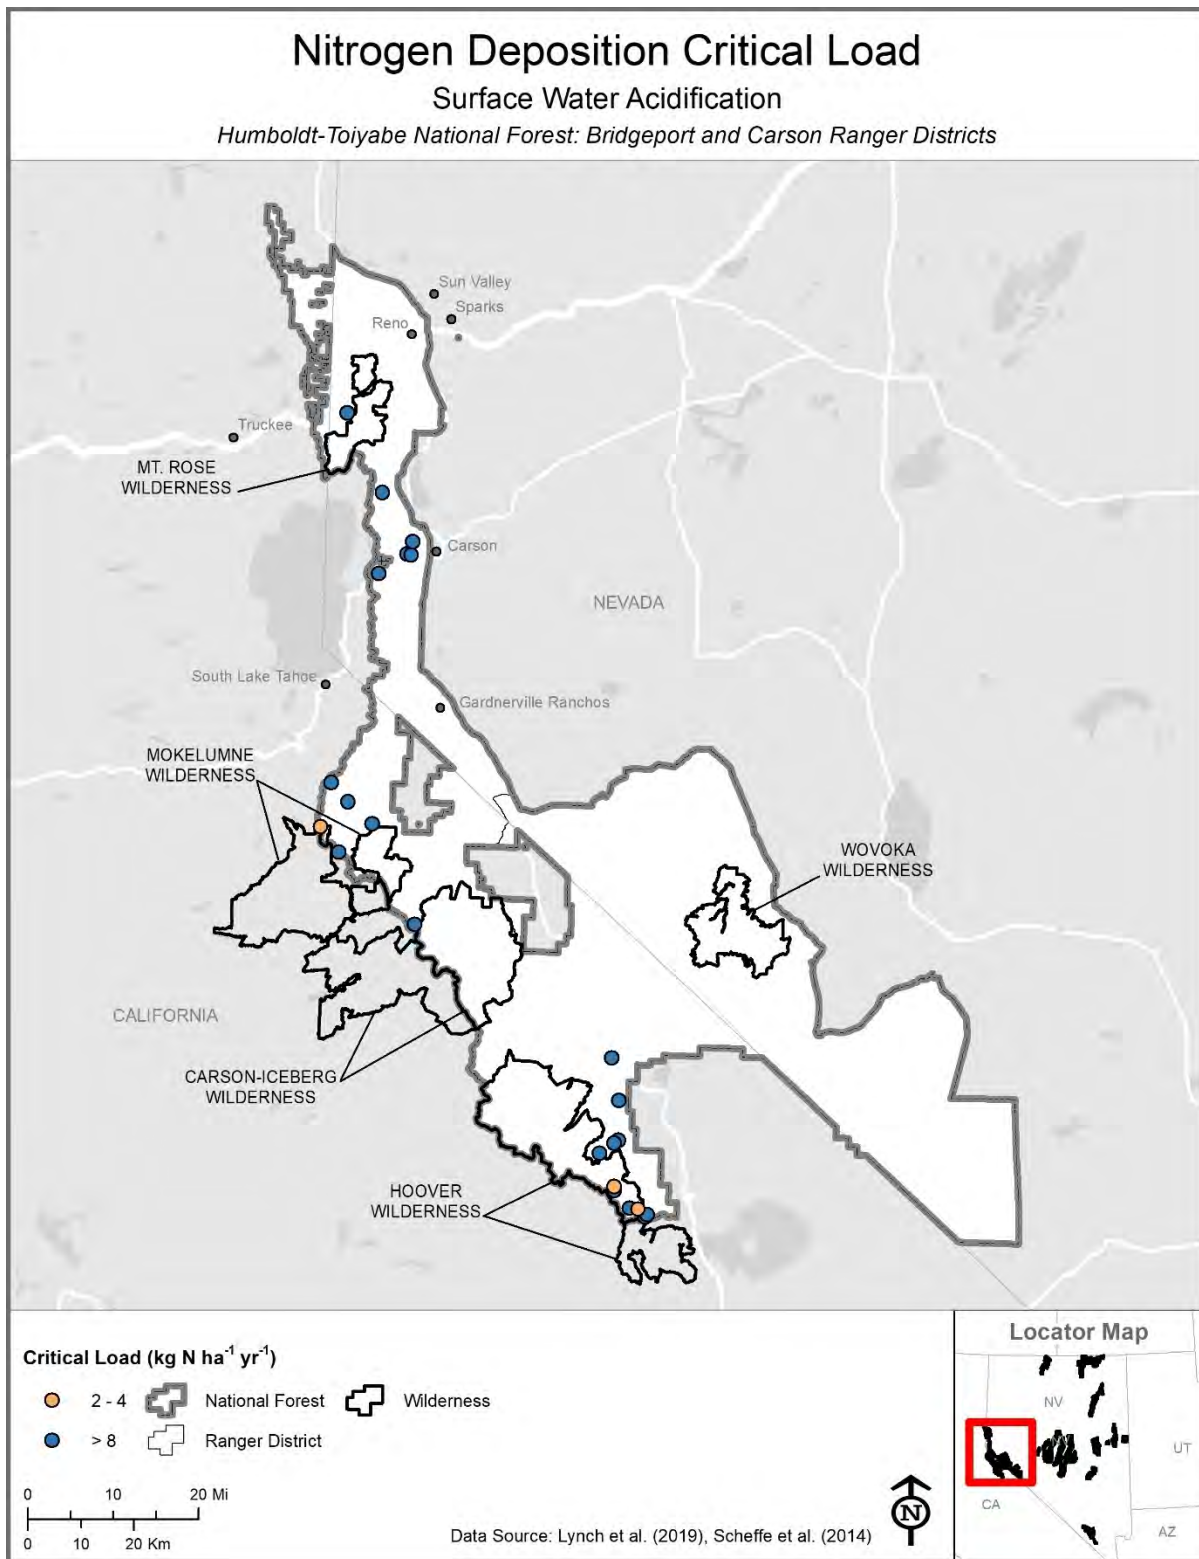 Nitrogen Deposition Critical Load
Surface Water Acidification
Humboldt-Toiyabe National Forest: Bridgeport and Carson Ranger Districts
Sun Valley
Sparks
Reno
Truckee
MT. ROSE
WILDERNESS
Carson
NEVADA
South Lake Tahoe
Gardnerville Ranchos
MOKELUMNE
WILDERNESS
WOVOKA
WILDERNESS
CALIFORNIA
CARSON-ICEBERG
WILDERNESS
HOOVER
WILDERNESS
Critical Load (kg N ha⁻¹ yr⁻¹)
2 - 4
National Forest
Wilderness
> 8
Ranger District
0 10 20 Mi
0 10 20 Km
Data Source: Lynch et al. (2019), Scheffe et al. (2014)
N
Locator Map
NV
UT
CA
AZ